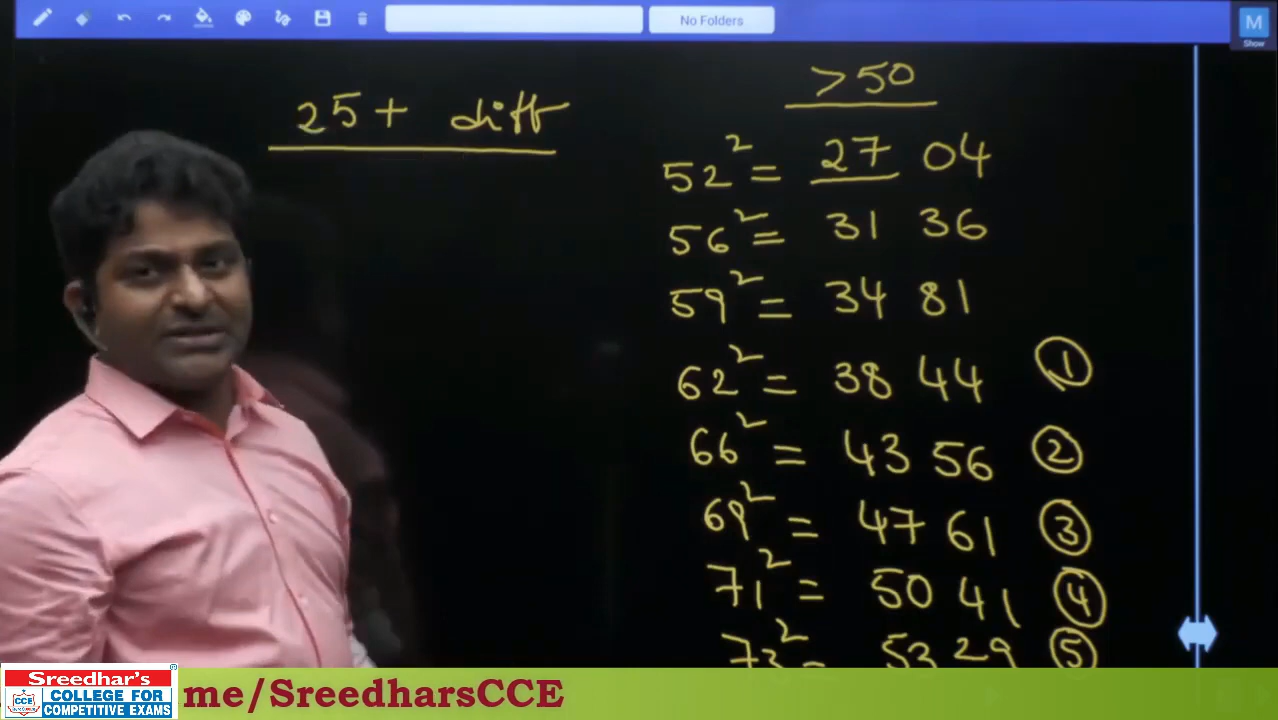 No Folders
M
Show
25 + diff
>50
52² = 27 04
56² = 31 36
59² = 34 81
62² = 38 44 ①
66² = 43 56 ②
69² = 47 61 ③
71² = 50 41 ④
73² = 53 29 ⑤
Sreedhar's
CCE
COLLEGE FOR
COMPETITIVE EXAMS
me/SreedharsCCE